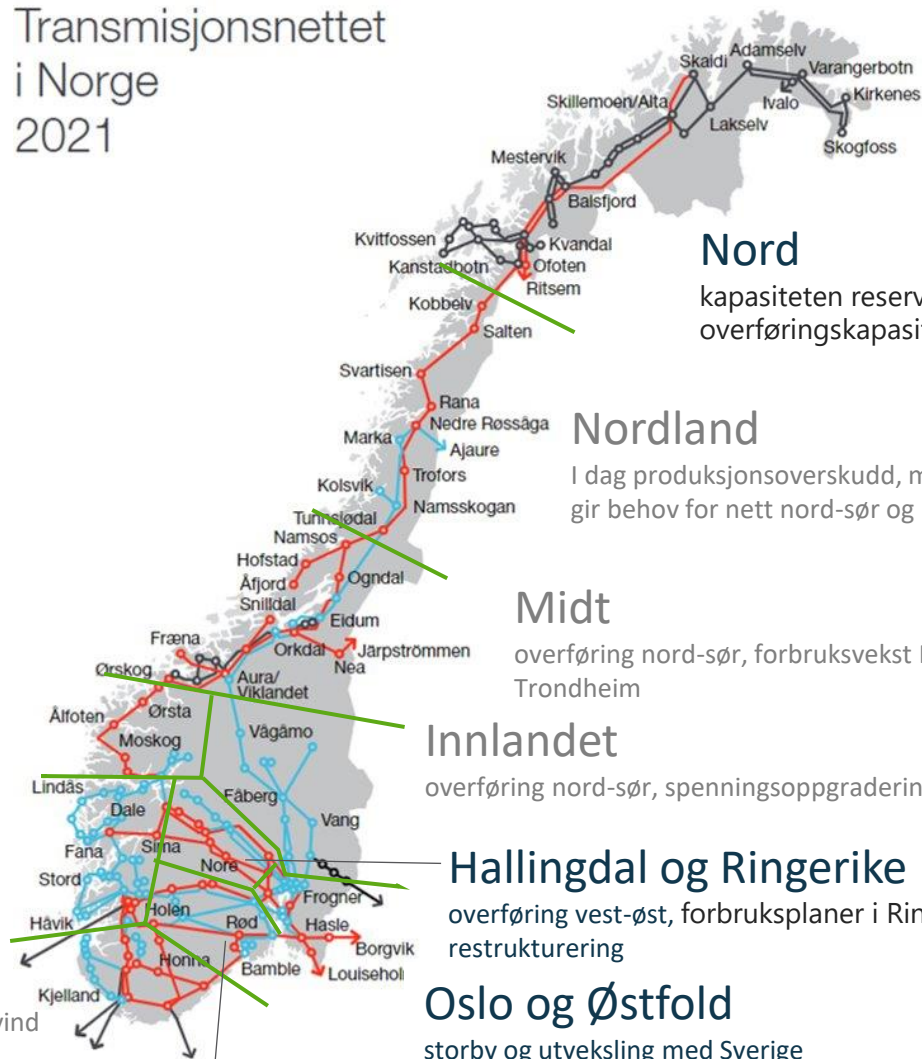 Transmisjonsnettet
i Norge
2021
Skaldi
Adamselv
Varangerbotn
Kirkenes
Ivalo
Skillemoen/Alta
Lakselv
Skogfoss
Mestervik
Balsfjord
Kvitfossen
Kvandal
Kanstadbotn
Ofoten
Ritsem
Nord
kapasiteten reserv
overføringskapasit
Kobbelv
Salten
Svartisen
Rana
Nedre Røssåga
Marka
Ajaure
Trofors
Kolsvik
Namsskogan
Nordland
I dag produksjonsoverskudd, m
gir behov for nett nord-sør og
Tunnsjødal
Namsos
Hofstad
Åfjord
Ogndal
Snilldal
Eidum
Fræna
Orkdal
Järpströmmen
Nea
Midt
overføring nord-sør, forbruksvekst
Trondheim
Ørskog
Aura/
Viklandet
Ørsta
Ålfoten
Moskog
Vågåmo
Innlandet
overføring nord-sør, spenningsoppgraderin
Lindås
Dale
Fåberg
Vang
Fana
Sima
Nore
Stord
Frogner
Hallingdal og Ringerike
overføring vest-øst, forbruksplaner i Rin
restrukturering
Håvik
Holen
Rød
Hasle
Borgvik
Honna
Bamble
Louisehol
Kjelland
vind
Oslo og Østfold
storby og utveksling med Sverige